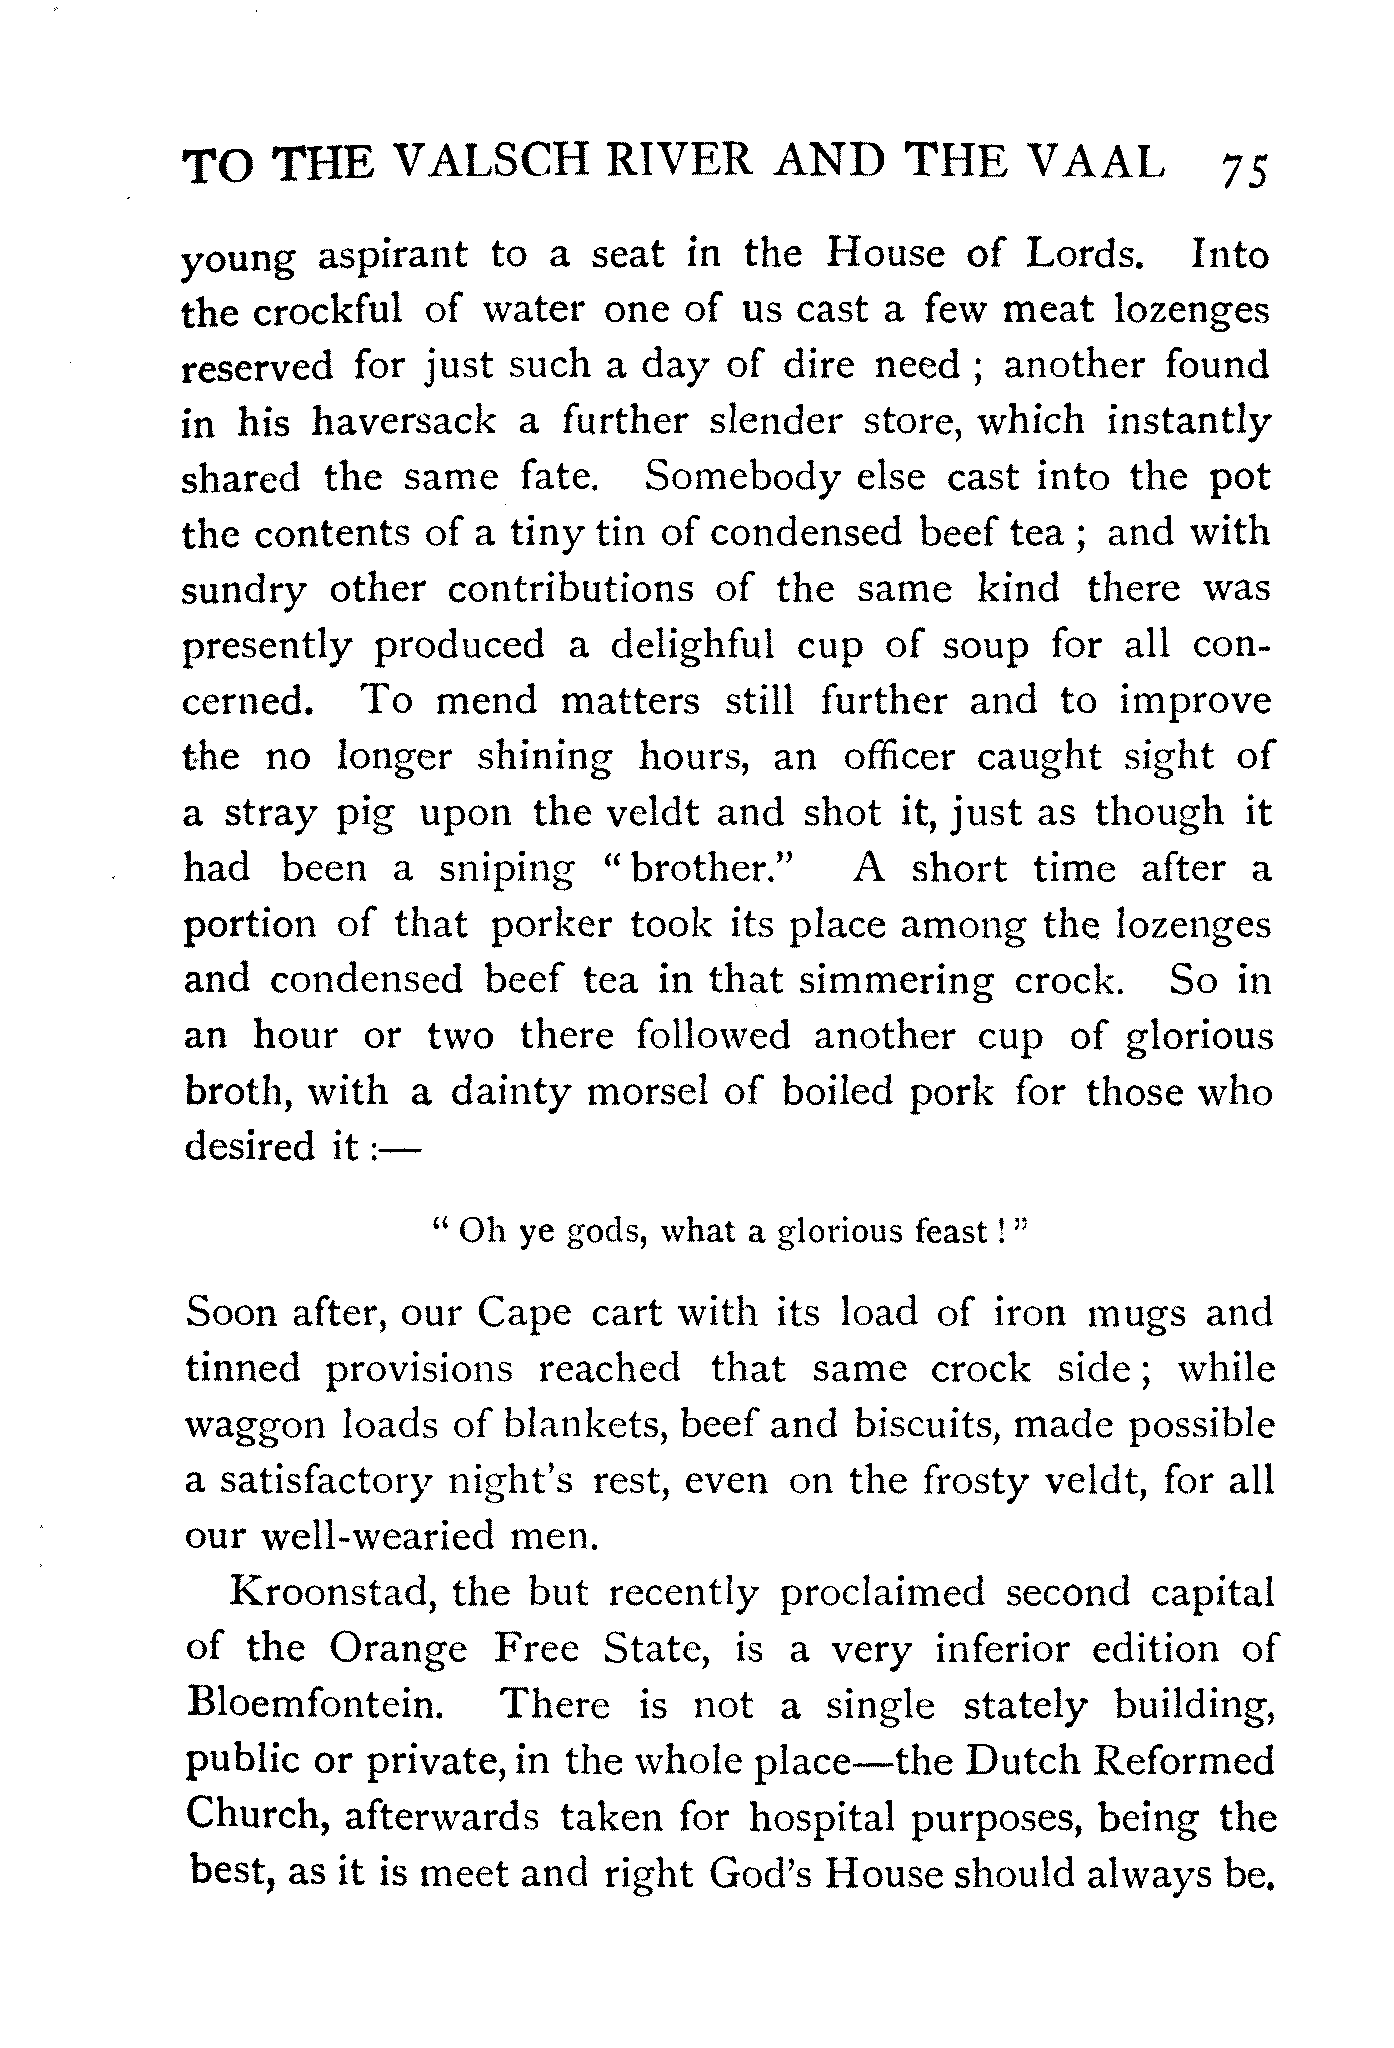 TO THE VALSCH RIVER AND THE VAAL 75
young aspirant to a seat in the House of Lords. Into
the crockful of water one of us cast a few meat lozenges
reserved for just such a day of dire need ; another found
in his haversack a further slender store, which instantly
shared the same fate. Somebody else cast into the pot
the contents of a tiny tin of condensed beef tea ; and with
sundry other contributions of the same kind there was
presently produced a delighful cup of soup for all con-
cerned. To mend matters still further and to improve
the no longer shining hours, an officer caught sight of
a stray pig upon the veldt and shot it, just as though it
had been a sniping “ brother.” A short time after a
portion of that porker took its place among the lozenges
and condensed beef tea in that simmering crock. So in
an hour or two there followed another cup of glorious
broth, with a dainty morsel of boiled pork for those who
desired it :—
“ Oh ye gods, what a glorious feast ! ”
Soon after, our Cape cart with its load of iron mugs and
tinned provisions reached that same crock side ; while
waggon loads of blankets, beef and biscuits, made possible
a satisfactory night’s rest, even on the frosty veldt, for all
our well-wearied men.
Kroonstad, the but recently proclaimed second capital
of the Orange Free State, is a very inferior edition of
Bloemfontein. There is not a single stately building,
public or private, in the whole place—the Dutch Reformed
Church, afterwards taken for hospital purposes, being the
best, as it is meet and right God’s House should always be.